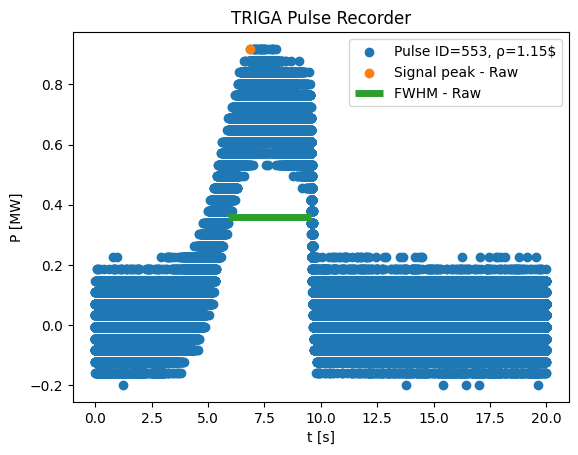 TRIGA Pulse Recorder
Pulse ID=553, ρ=1.15$
Signal peak - Raw
FWHM - Raw
P [MW]
0.8
0.6
0.4
0.2
0.0
−0.2
0.0 2.5 5.0 7.5 10.0 12.5 15.0 17.5 20.0
t [s]